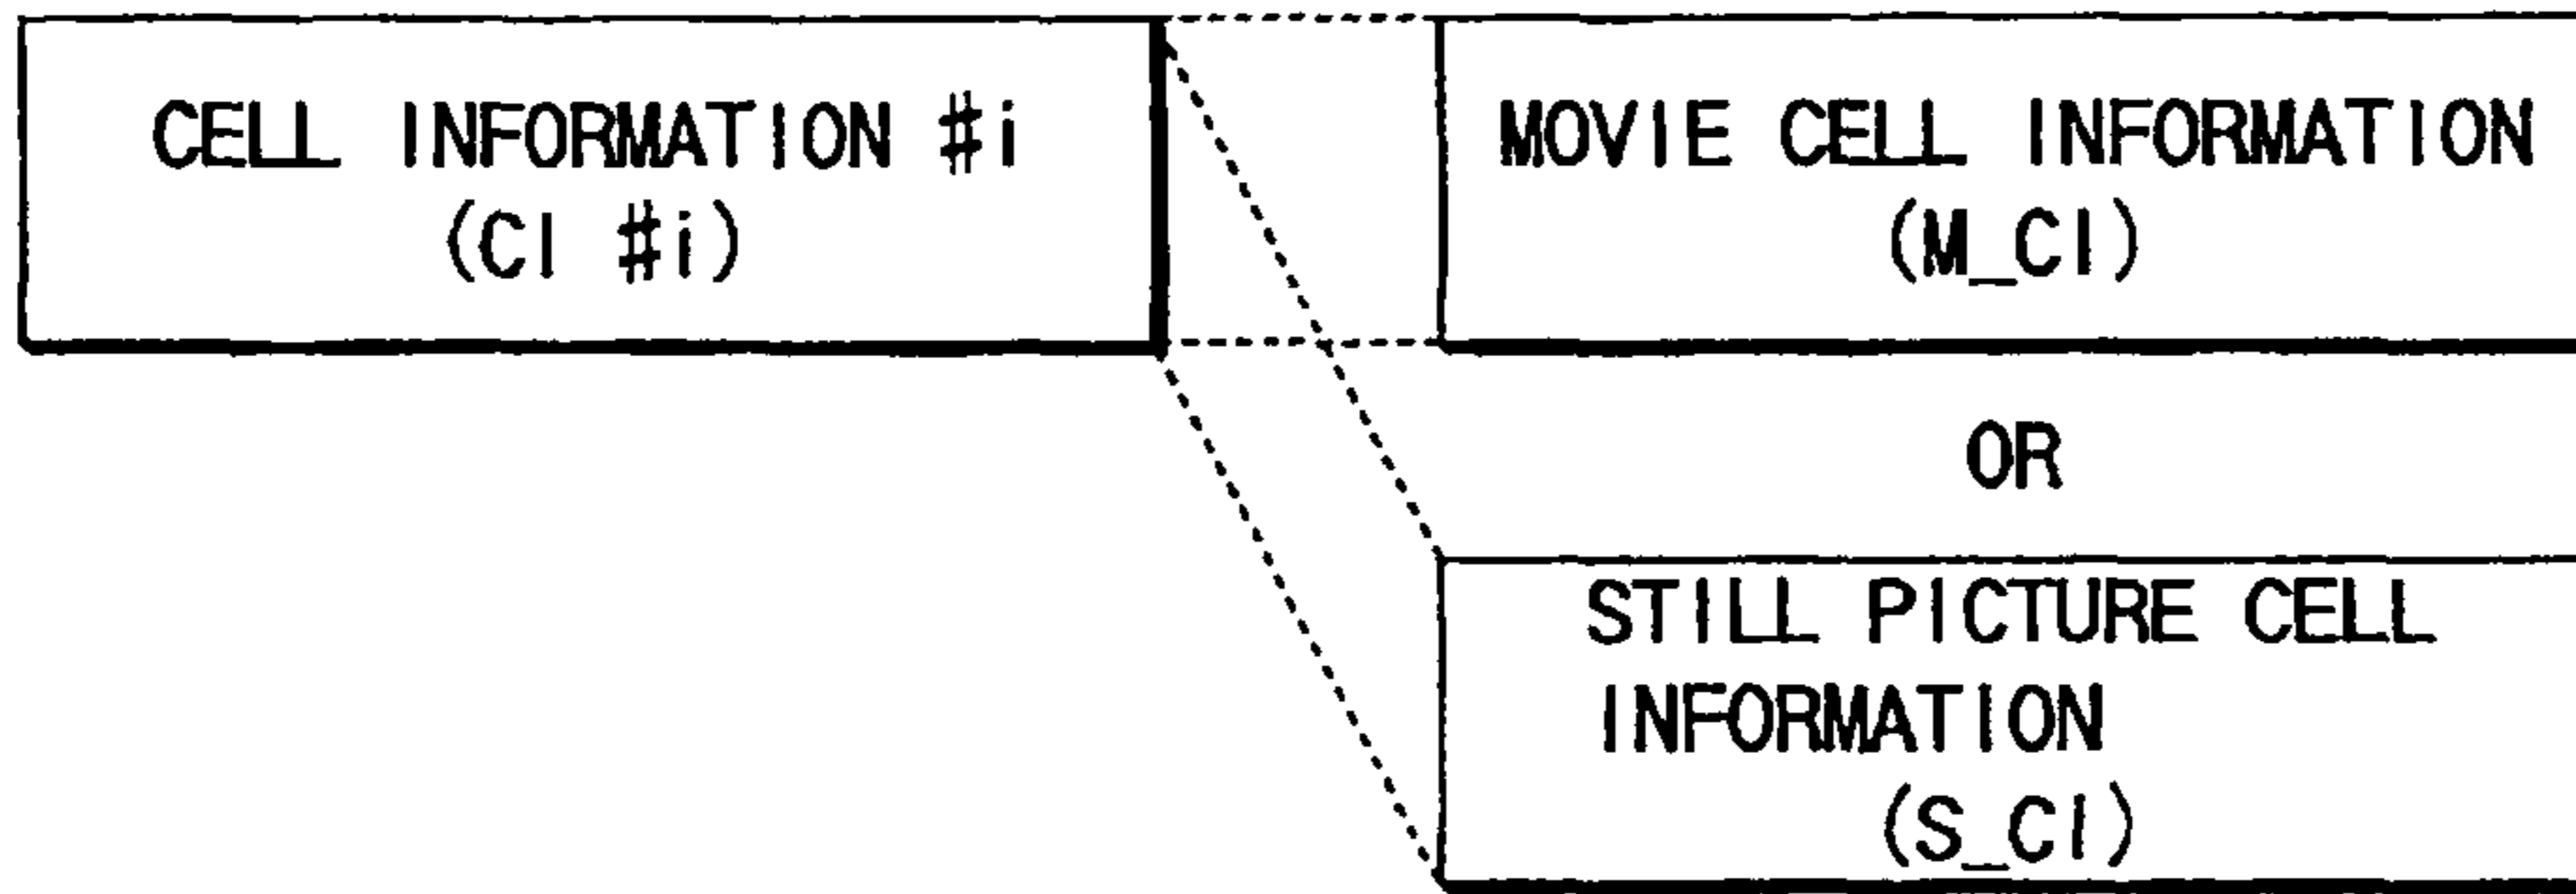 CELL INFORMATION #i
(CI #i)
MOVIE CELL INFORMATION
(M_CI)
OR
STILL PICTURE CELL
INFORMATION
(S_CI)